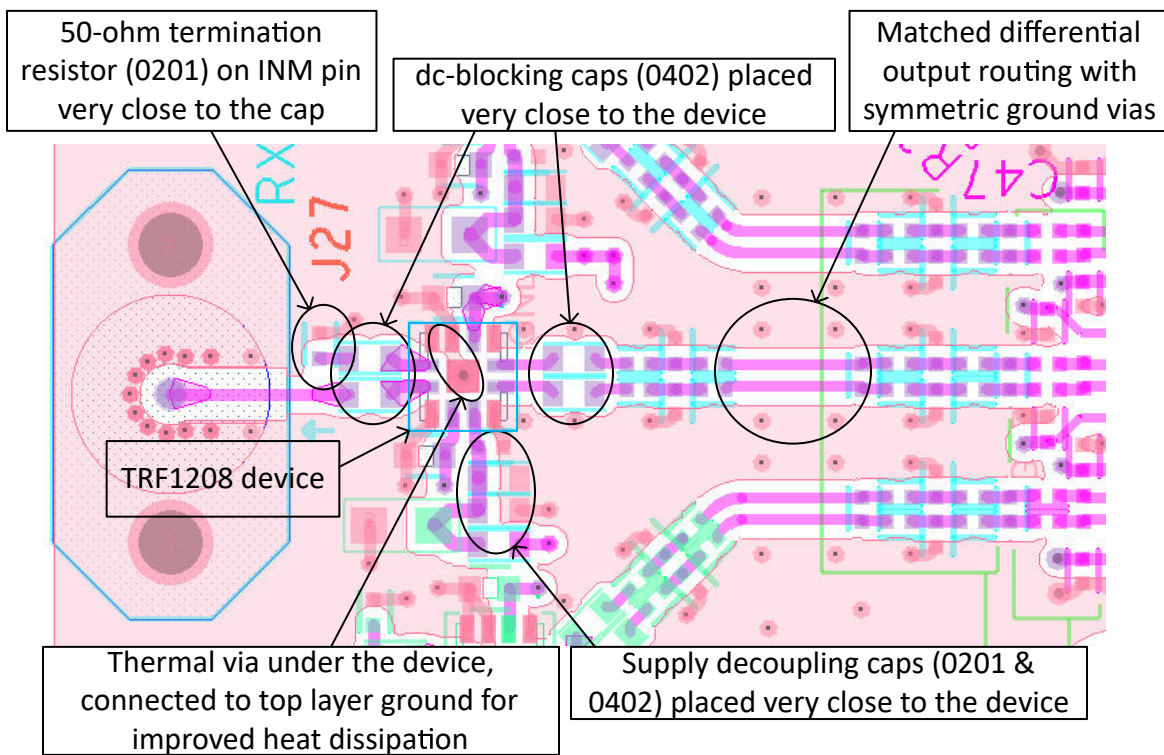 50-ohm termination
resistor (0201) on INM pin
very close to the cap
dc-blocking caps (0402) placed
very close to the device
Matched differential
output routing with
symmetric ground vias
RX
J27
C47
TRF1208 device
Thermal via under the device,
connected to top layer ground for
improved heat dissipation
Supply decoupling caps (0201 &
0402) placed very close to the device